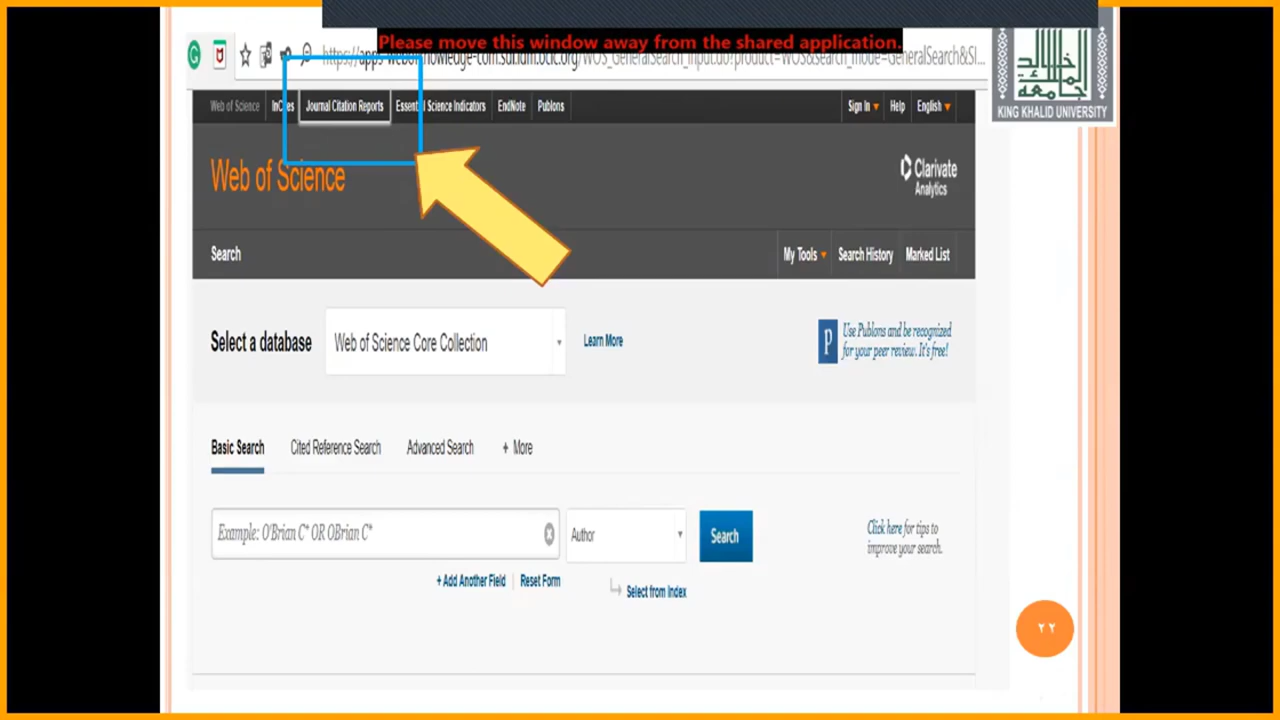 Please move this window away from the shared application.
Web of Science
Journal Citation Reports
Essential Science Indicators
EndNote
Publons
Sign In
Help
English
جامعة الملك خالد
KING KHALID UNIVERSITY
Web of Science
Clarivate
Analytics
Search
My Tools
Search History
Marked List
Select a database
Web of Science Core Collection
Learn More
P
Use Publons and be recognized
for your peer review. It's free!
Basic Search
Cited Reference Search
Advanced Search
+ More
Example: O'Brian C* OR OBrian C*
Author
Search
Click here for tips to
improve your search.
+ Add Another Field | Reset Form
Select from Index
٢٢